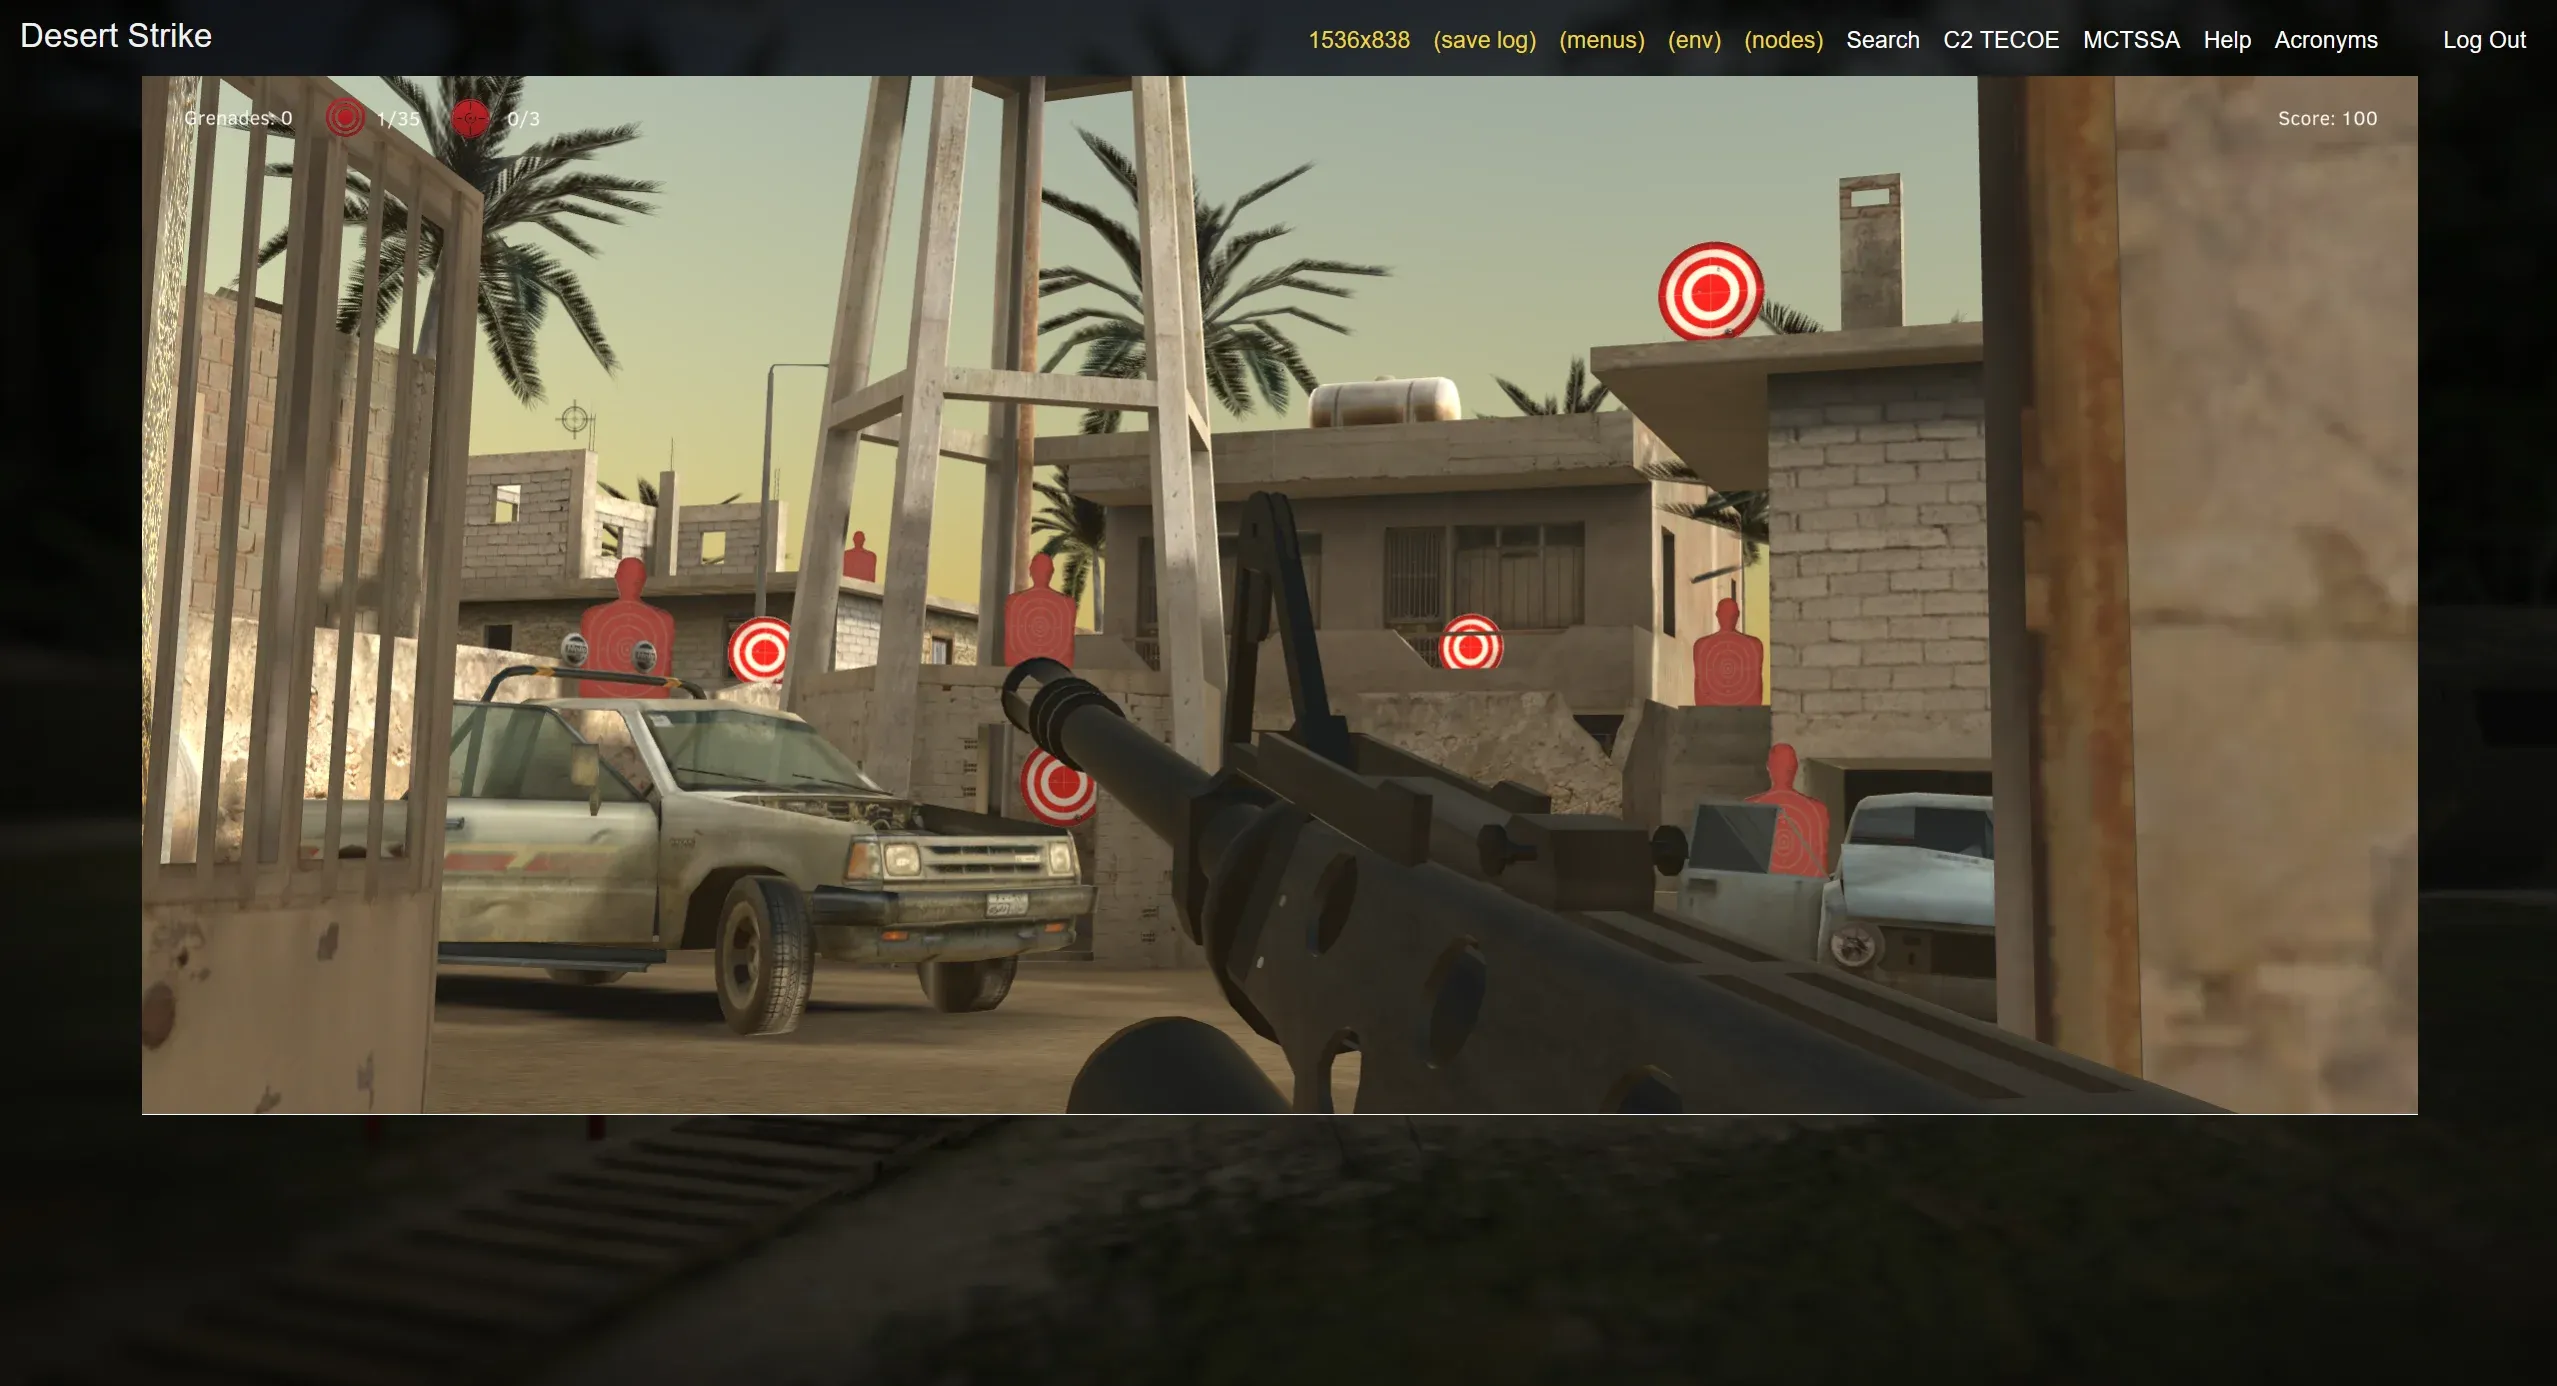 Desert Strike
1536x838 (save log) (menus) (env) (nodes) Search C2 TECOE MCTSSA Help Acronyms Log Out
Grenades: 0 1/35 0/3 Score: 100